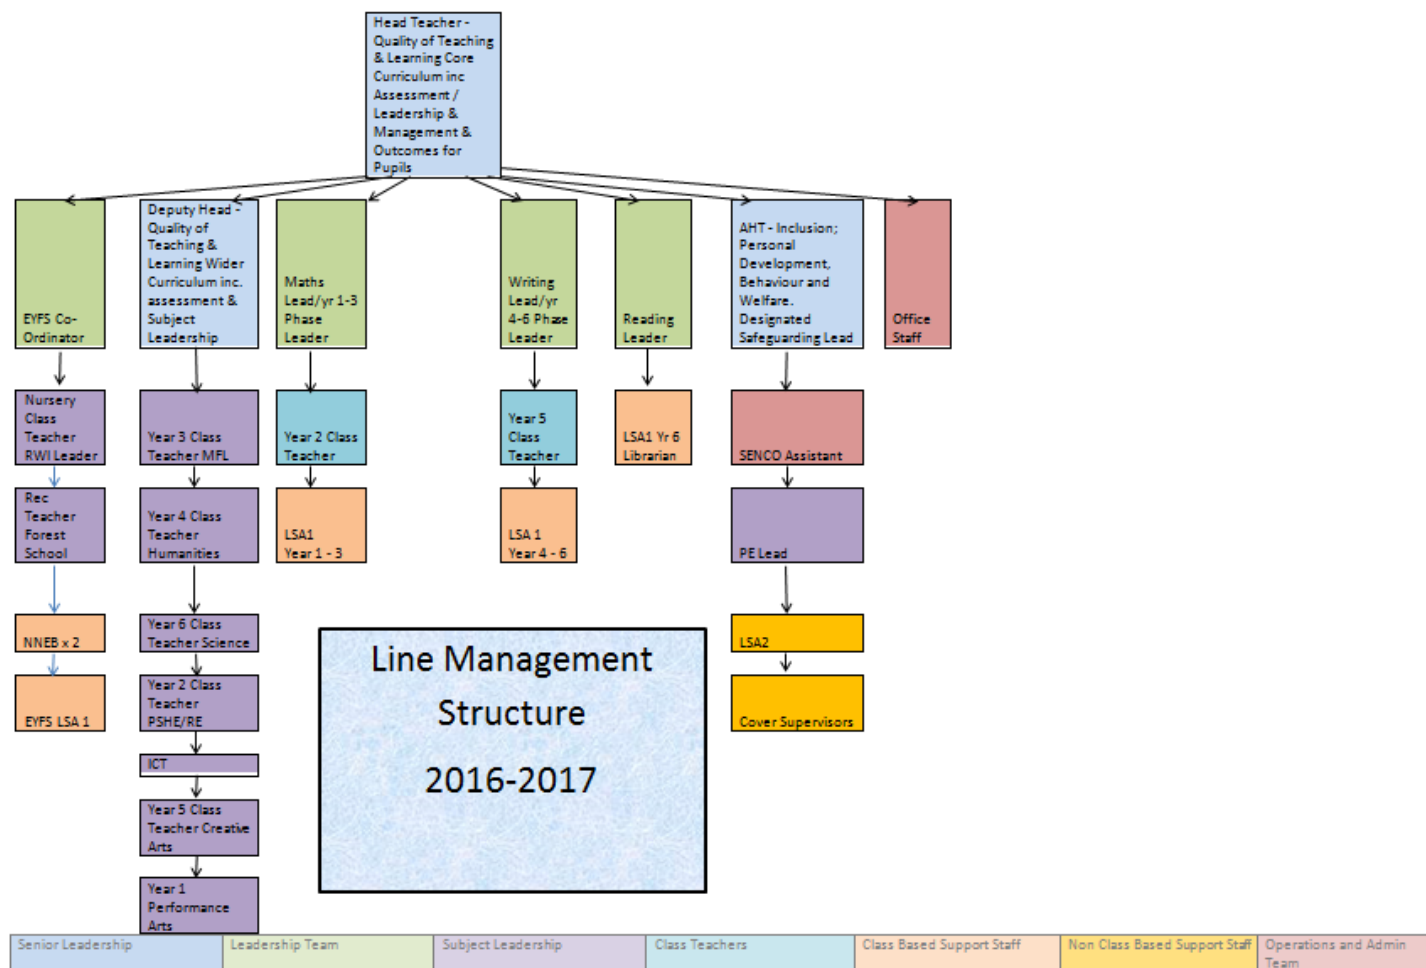 Head Teacher -
Quality of Teaching
& Learning Core
Curriculum inc
Assessment /
Leadership &
Management &
Outcomes for
Pupils
EYFS Co-
Ordinator
Deputy Head -
Quality of
Teaching &
Learning Wider
Curriculum inc.
assessment &
Subject
Leadership
Maths
Lead/yr 1-3
Phase
Leader
Writing
Lead/yr
4-6 Phase
Leader
Reading
Leader
AHT - Inclusion;
Personal
Development,
Behaviour and
Welfare.
Designated
Safeguarding Lead
Office
Staff
Nursery
Class
Teacher
RWI Leader
Year 3 Class
Teacher MFL
Year 2 Class
Teacher
Year 5
Class
Teacher
LSA1 Yr 6
Librarian
SENCO Assistant
Rec
Teacher
Forest
School
Year 4 Class
Teacher
Humanities
LSA1
Year 1 - 3
LSA 1
Year 4 - 6
PE Lead
NNEB x 2
Year 6 Class
Teacher Science
LSA2
EYFS LSA 1
Year 2 Class
Teacher
PSHE/RE
Cover Supervisors
ICT
Year 5 Class
Teacher Creative
Arts
Year 1
Performance
Arts
Line Management
Structure
2016-2017
Senior Leadership
Leadership Team
Subject Leadership
Class Teachers
Class Based Support Staff
Non Class Based Support Staff
Operations and Admin
Team